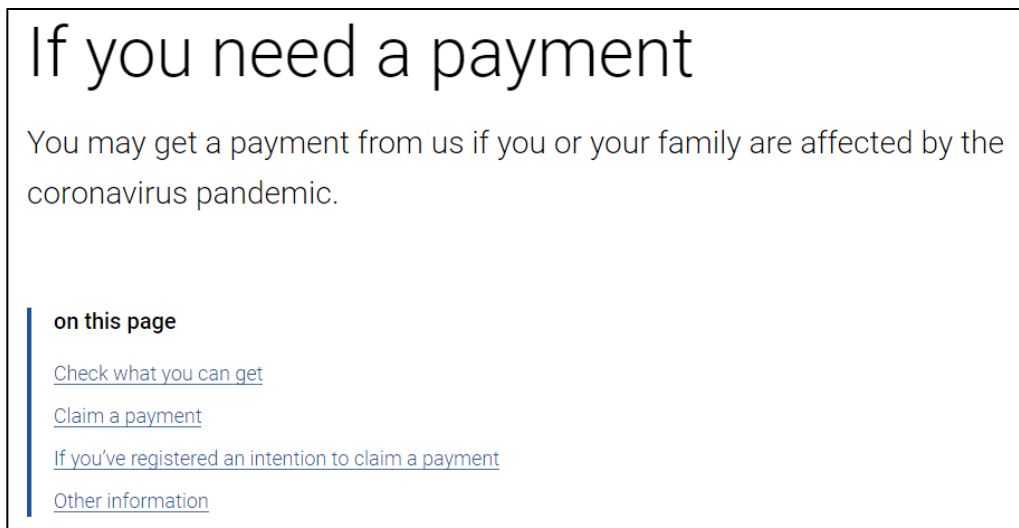 If you need a payment
You may get a payment from us if you or your family are affected by the
coronavirus pandemic.
on this page
Check what you can get
Claim a payment
If you’ve registered an intention to claim a payment
Other information